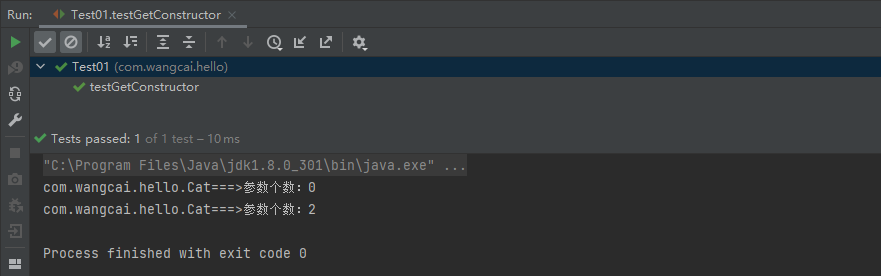 Run: Test01.testGetConstructor ×
Test01 (com.wangcai.hello)
testGetConstructor
Tests passed: 1 of 1 test – 10 ms
"C:\Program Files\Java\jdk1.8.0_301\bin\java.exe" ...
com.wangcai.hello.Cat===>参数个数：0
com.wangcai.hello.Cat===>参数个数：2
Process finished with exit code 0